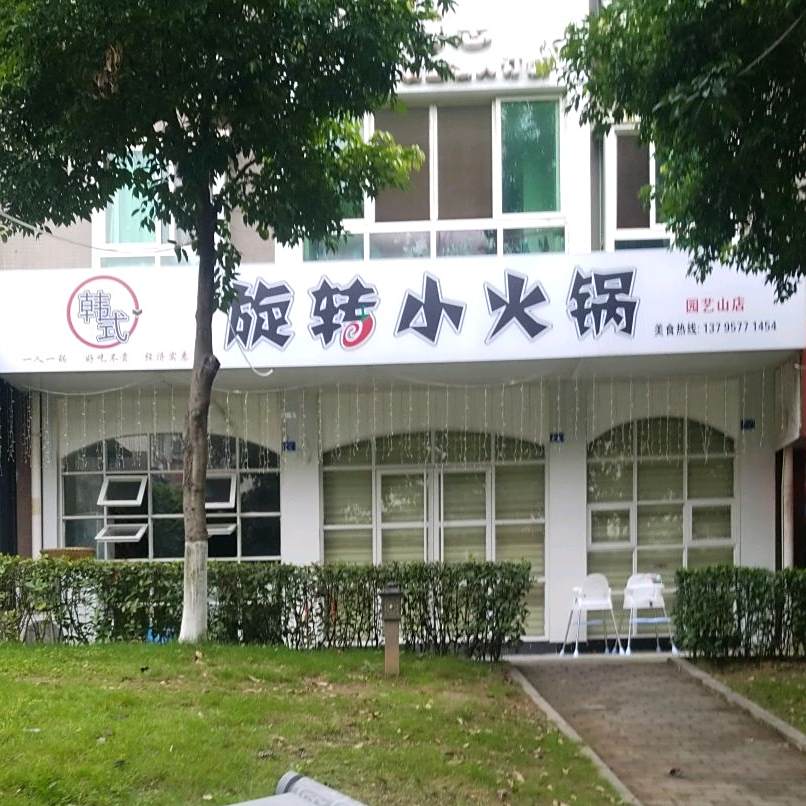 韩式
旋转小火锅
一人一锅 好吃不贵 经济实惠
园艺山店
美食热线: 137 9577 1454